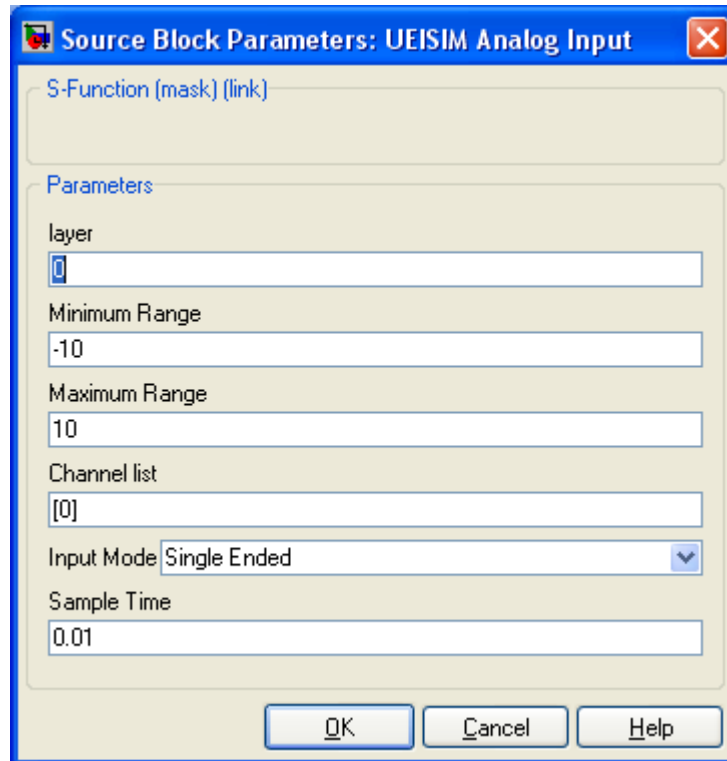 Source Block Parameters: UEISIM Analog Input
S-Function (mask) (link)
Parameters
layer
0
Minimum Range
-10
Maximum Range
10
Channel list
[0]
Input Mode Single Ended
Sample Time
0.01
OK Cancel Help